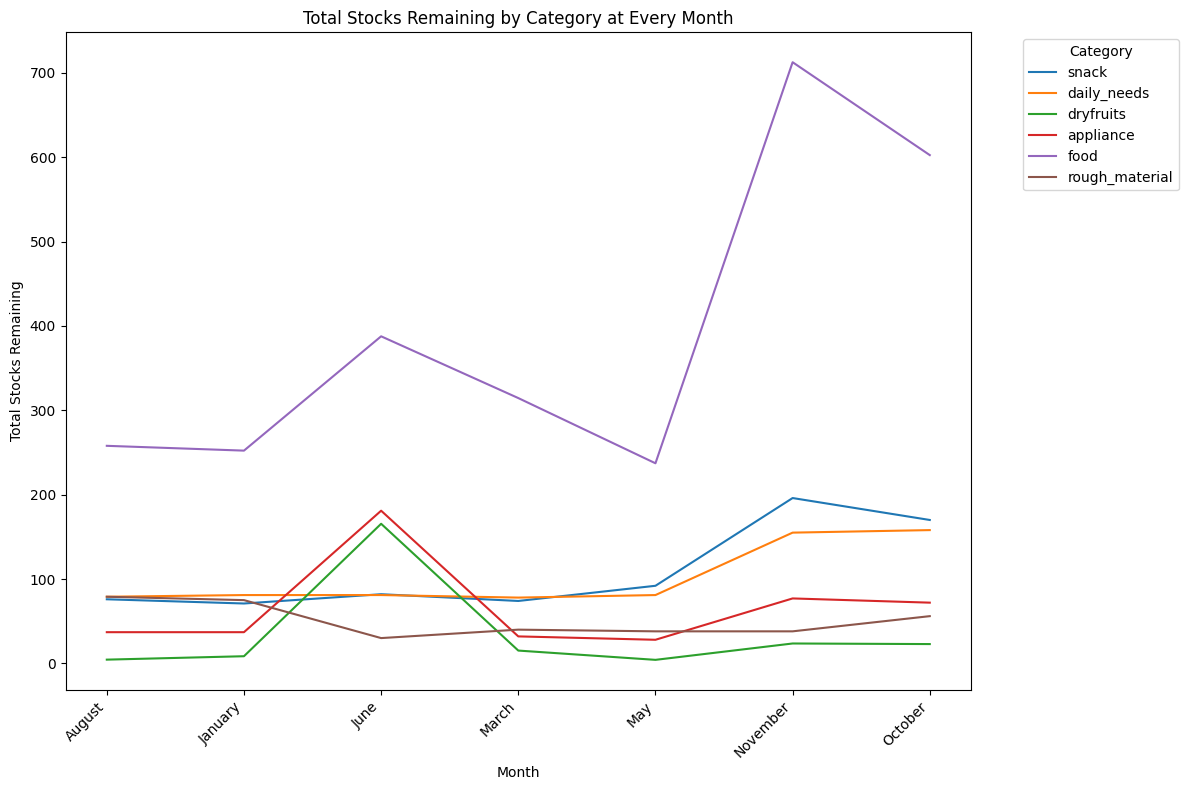 Total Stocks Remaining by Category at Every Month
Category
snack
daily_needs
dryfruits
appliance
food
rough_material
Total Stocks Remaining
700
600
500
400
300
200
100
0
August
January
June
March
May
November
October
Month